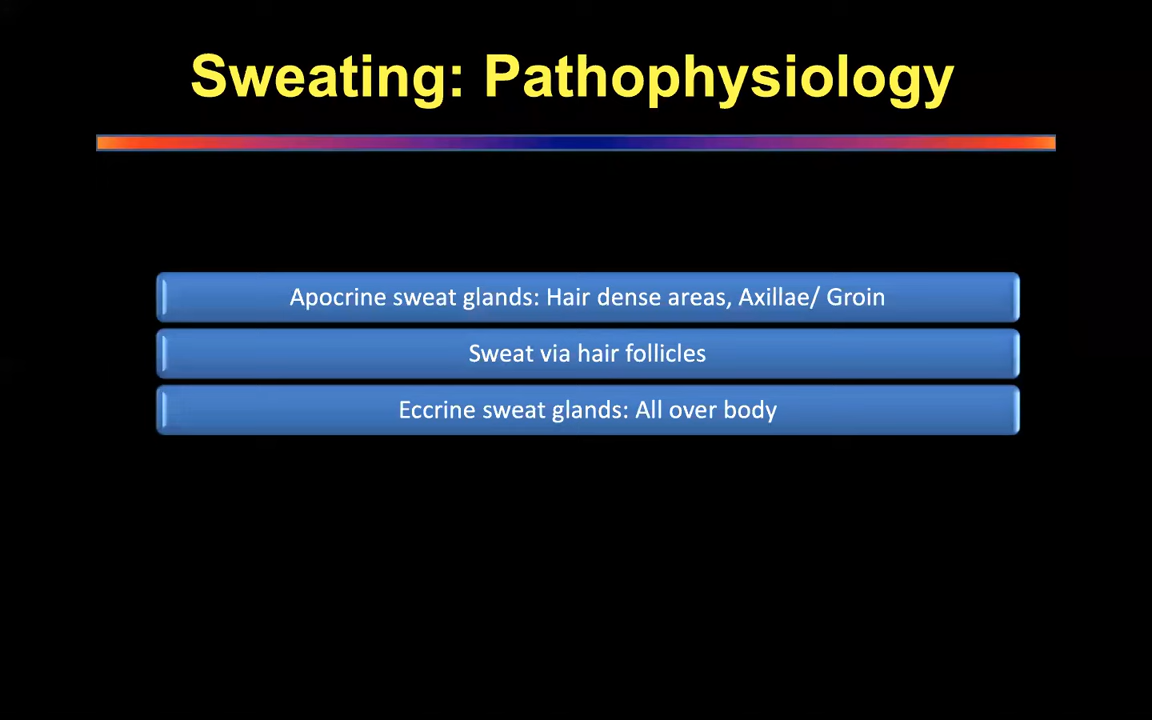 Sweating: Pathophysiology
Apocrine sweat glands: Hair dense areas, Axillae/ Groin
Sweat via hair follicles
Eccrine sweat glands: All over body